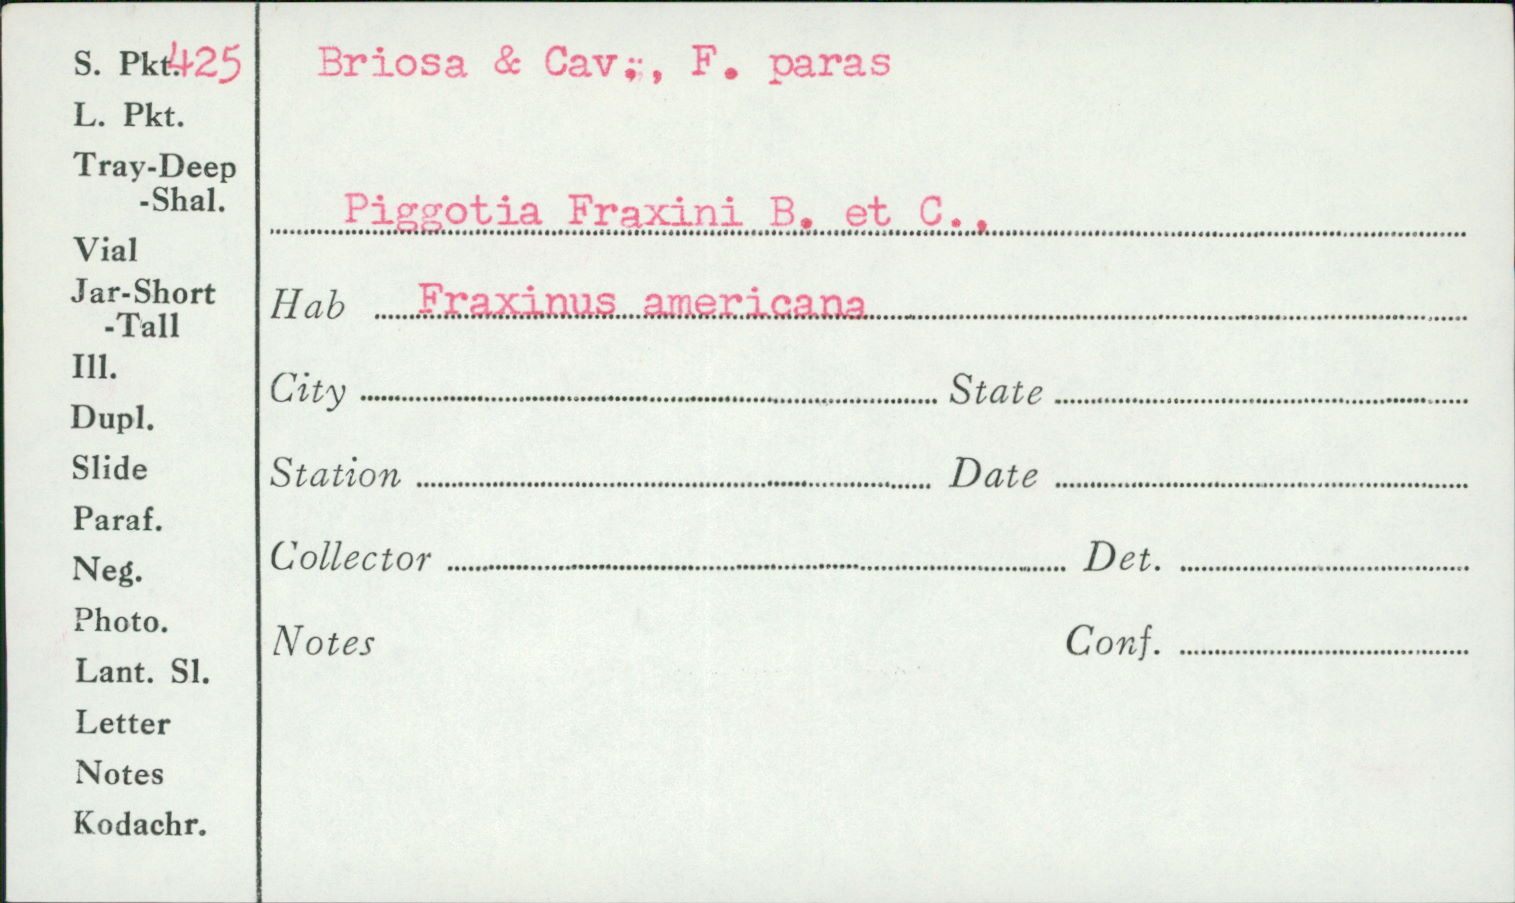 S. Pkt. 425
L. Pkt.
Tray-Deep
-Shal.
Vial
Jar-Short
-Tall
Ill.
Dupl.
Slide
Paraf.
Neg.
Photo.
Lant. Sl.
Letter
Notes
Kodachr.
Briosa & Cav.;, F. paras
Piggotia Fraxini B. et C.,
Hab Fraxinus americana
City State
Station Date
Collector Det.
Notes Conf.